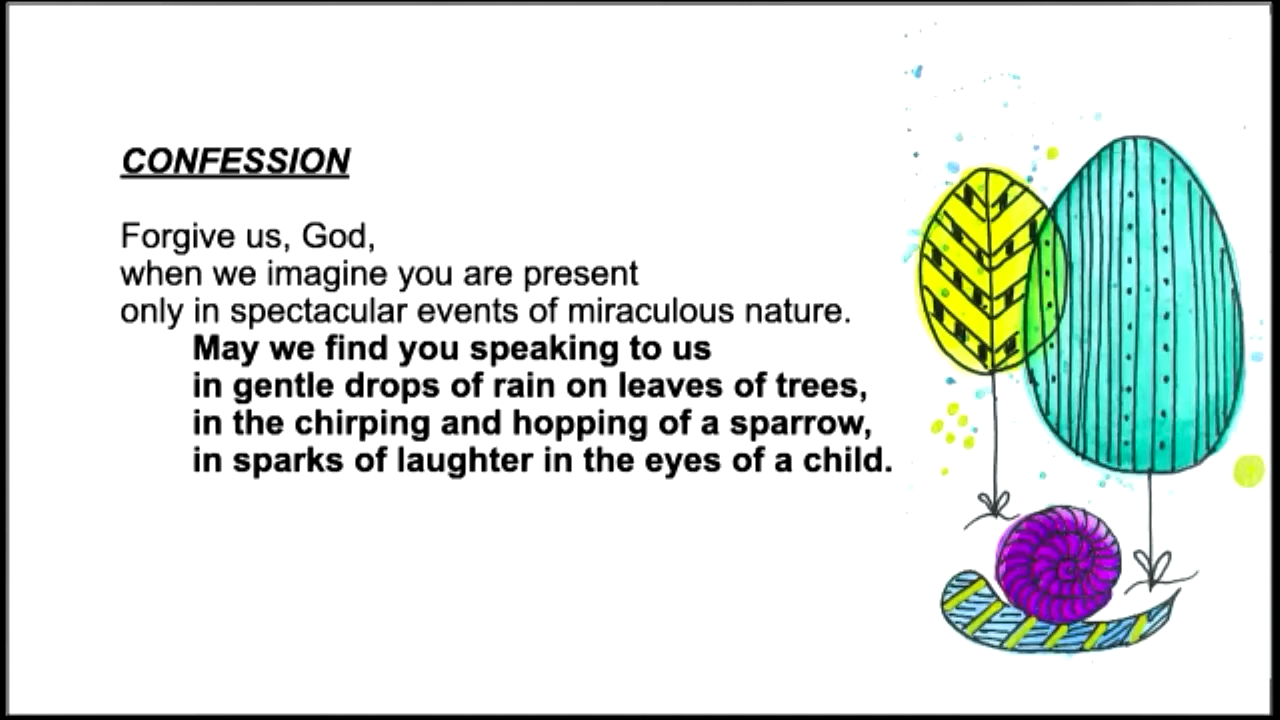 CONFESSION
Forgive us, God,
when we imagine you are present
only in spectacular events of miraculous nature.
May we find you speaking to us
in gentle drops of rain on leaves of trees,
in the chirping and hopping of a sparrow,
in sparks of laughter in the eyes of a child.